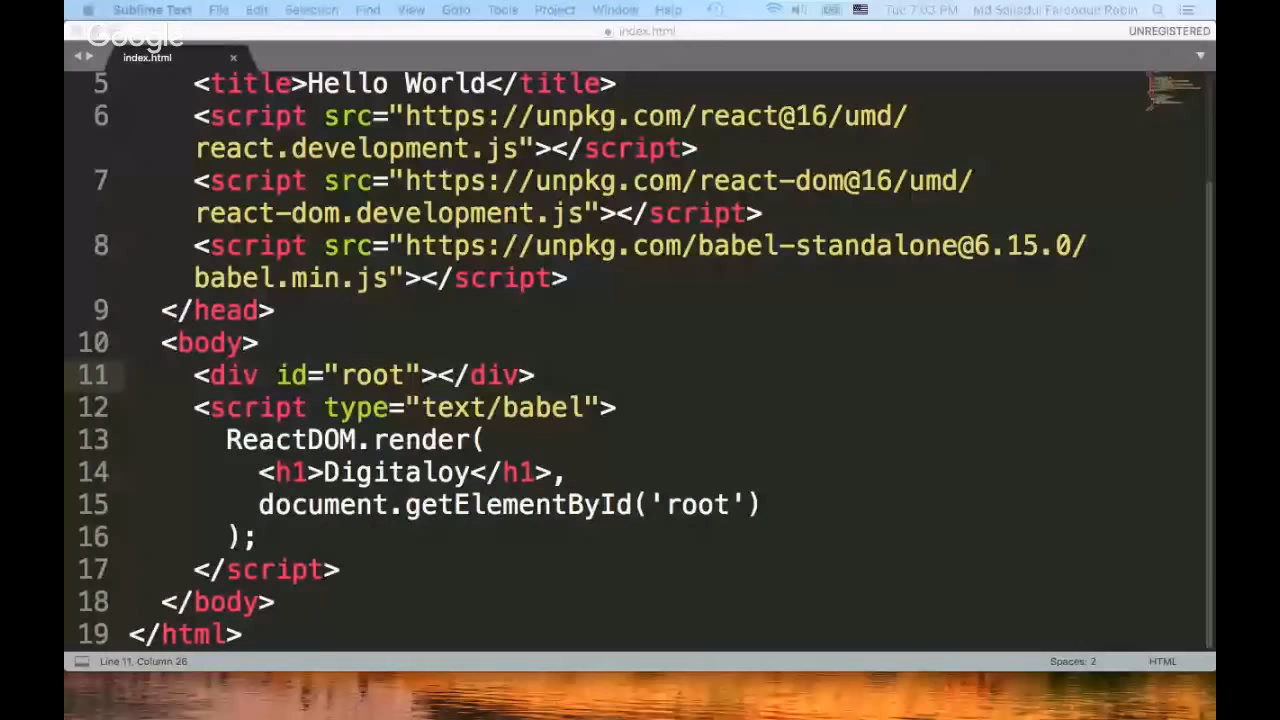 Sublime Text File Edit Selection Find View Goto Tools Project Window Help Tue 7:03 PM
Google
index.html
UNREGISTERED
index.html
5 <title>Hello World</title>
6 <script src="https://unpkg.com/react@16/umd/
react.development.js"></script>
7 <script src="https://unpkg.com/react-dom@16/umd/
react-dom.development.js"></script>
8 <script src="https://unpkg.com/babel-standalone@6.15.0/
babel.min.js"></script>
9 </head>
10 <body>
11 <div id="root"></div>
12 <script type="text/babel">
13 ReactDOM.render(
14 <h1>Digitaloy</h1>,
15 document.getElementById('root')
16 );
17 </script>
18 </body>
19 </html>
Line 11, Column 26
Spaces: 2
HTML